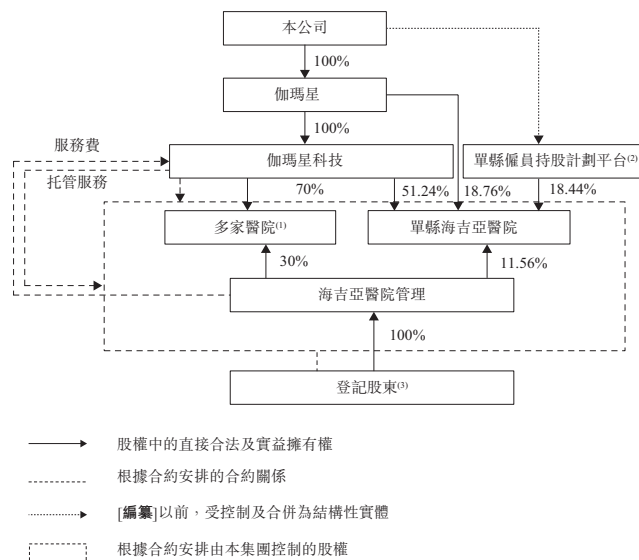 本公司
100%
伽瑪星
100%
服務費
伽瑪星科技
單縣僱員持股計劃平台(2)
托管服務
70%
51.24%
18.76%
18.44%
多家醫院(1)
單縣海吉亞醫院
30%
11.56%
海吉亞醫院管理
100%
登記股東(3)
股權中的直接合法及實益擁有權
根據合約安排的合約關係
[編纂]以前，受控制及合併為結構性實體
根據合約安排由本集團控制的股權